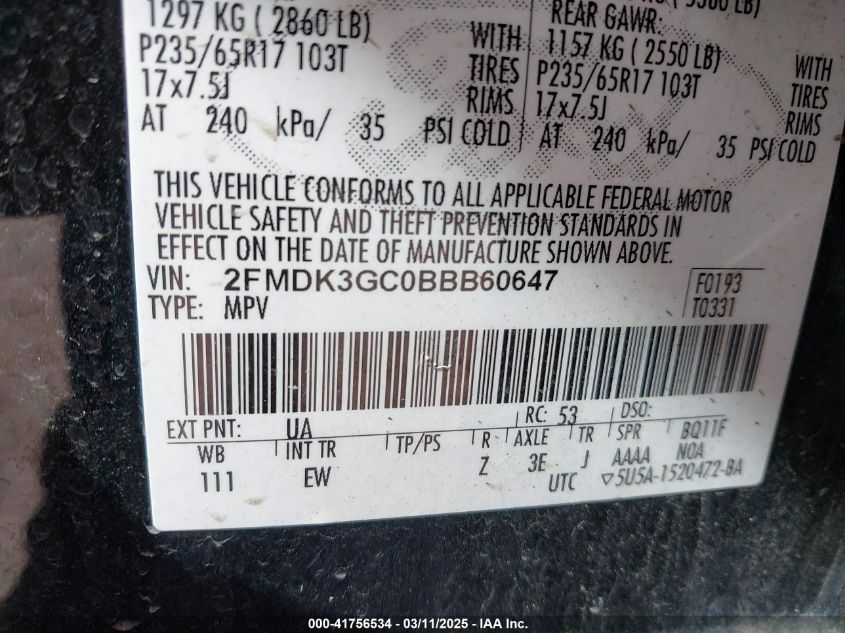 1297 KG ( 2860 LB) WITH
P235/65R17 103T TIRES
17x7.5J RIMS
AT 240 kPa/ 35 PSI COLD
REAR GAWR:
1157 KG ( 2550 LB) WITH
P235/65R17 103T TIRES
17x7.5J RIMS
AT 240 kPa/ 35 PSI COLD
THIS VEHICLE CONFORMS TO ALL APPLICABLE FEDERAL MOTOR
VEHICLE SAFETY AND THEFT PREVENTION STANDARDS IN
EFFECT ON THE DATE OF MANUFACTURE SHOWN ABOVE.
VIN: 2FMDK3GC0BBB60647 F0193
TYPE: MPV T0331
EXT PNT: UA RC: 53 DSO:
WB INT TR TP/PS R AXLE TR SPR BQ11F
111 EW Z 3E J AAAA NOA
UTC ▽5U5A-1520472-BA
000-41756534 / 03/11/2025 - IAA Inc.